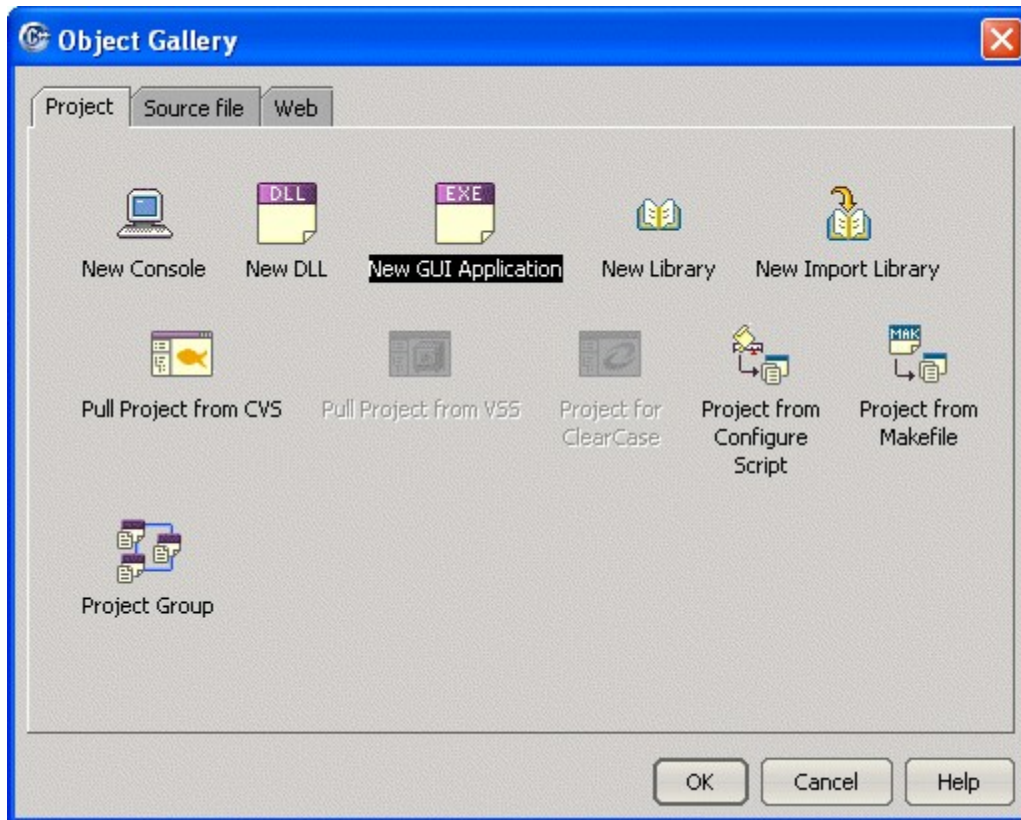 Object Gallery
Project Source file Web
DLL EXE
New Console New DLL New GUI Application New Library New Import Library
MAK
Pull Project from CVS Pull Project from VSS Project for ClearCase Project from Configure Script Project from Makefile
Project Group
OK Cancel Help